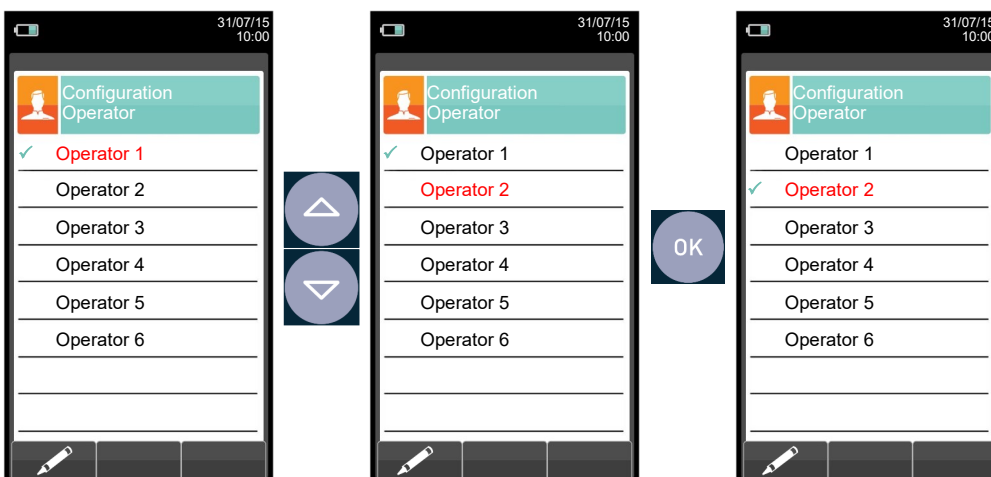 31/07/15
10:00
Configuration
Operator
Operator 1
Operator 2
Operator 3
Operator 4
Operator 5
Operator 6
31/07/15
10:00
Configuration
Operator
Operator 1
Operator 2
Operator 3
Operator 4
Operator 5
Operator 6
OK
31/07/15
10:00
Configuration
Operator
Operator 1
Operator 2
Operator 3
Operator 4
Operator 5
Operator 6